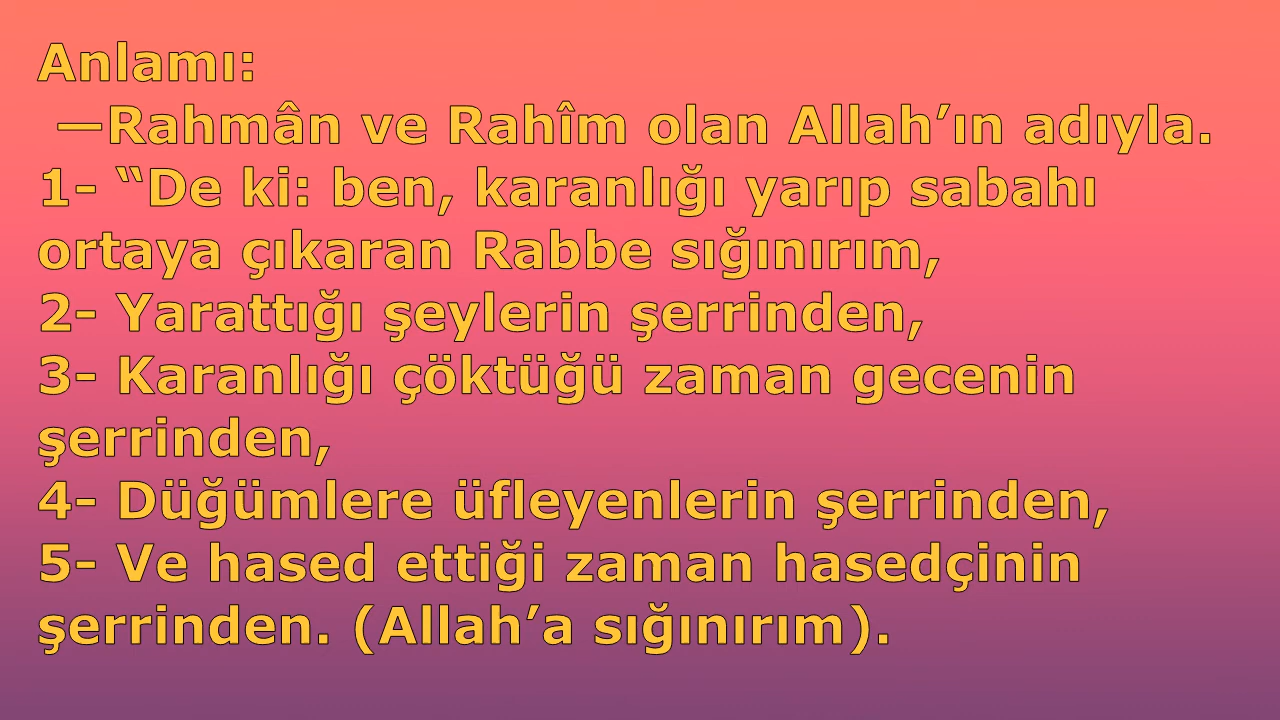 Anlamı:
—Rahmân ve Rahîm olan Allah’ın adıyla.
1- “De ki: ben, karanlığı yarıp sabahı
ortaya çıkaran Rabbe sığınırım,
2- Yarattığı şeylerin şerrinden,
3- Karanlığı çöktüğü zaman gecenin
şerrinden,
4- Düğümlere üfleyenlerin şerrinden,
5- Ve hased ettiği zaman hasedçinin
şerrinden. (Allah’a sığınırım).